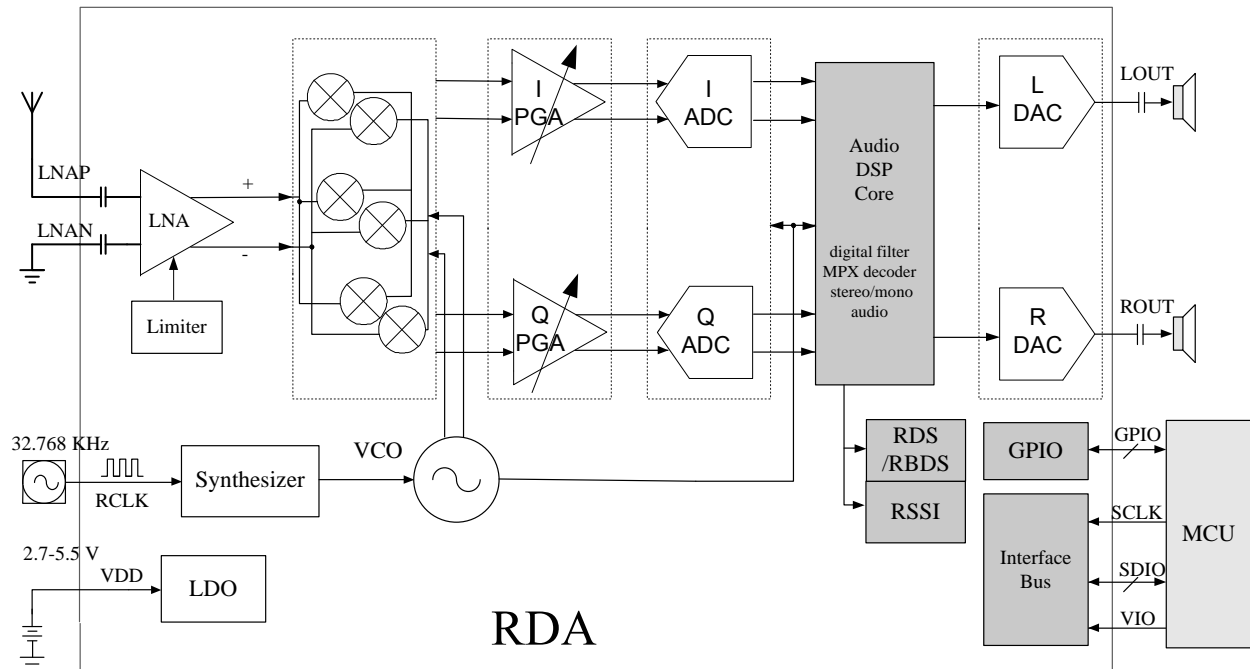 LNAP
LNAN
LNA
+
-
Limiter
I
PGA
I
ADC
Q
PGA
Q
ADC
Audio
DSP
Core
digital filter
MPX decoder
stereo/mono
audio
L
DAC
R
DAC
LOUT
ROUT
32.768 KHz
RCLK
Synthesizer
VCO
RDS
/RBDS
RSSI
GPIO
GPIO
Interface
Bus
SCLK
SDIO
VIO
MCU
2.7-5.5 V
VDD
LDO
RDA